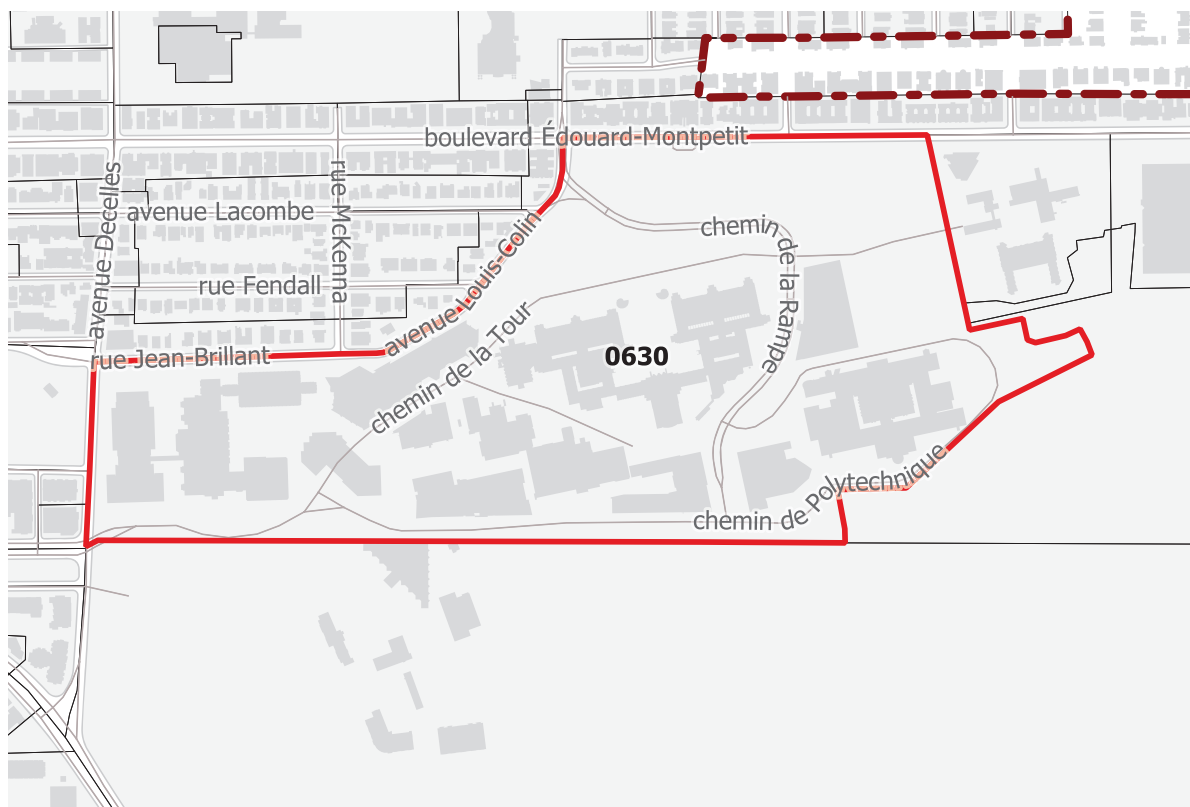 boulevard Édouard-Montpetit
avenue Decelles
rue McKenna
avenue Lacombe
avenue Louis-Colin
chemin de la Rampe
rue Fendall
chemin de la Tour
rue Jean-Brillant
0630
chemin de Polytechnique